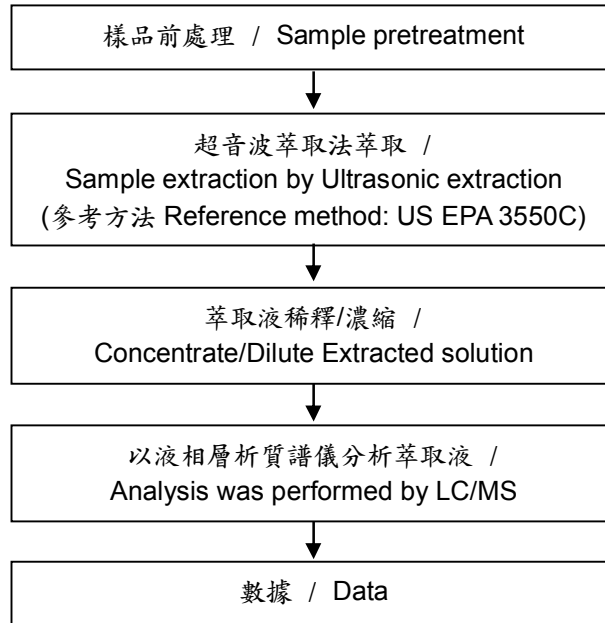 樣品前處理 / Sample pretreatment
超音波萃取法萃取 /
Sample extraction by Ultrasonic extraction
(參考方法 Reference method: US EPA 3550C)
萃取液稀釋/濃縮 /
Concentrate/Dilute Extracted solution
以液相層析質譜儀分析萃取液 /
Analysis was performed by LC/MS
數據 / Data